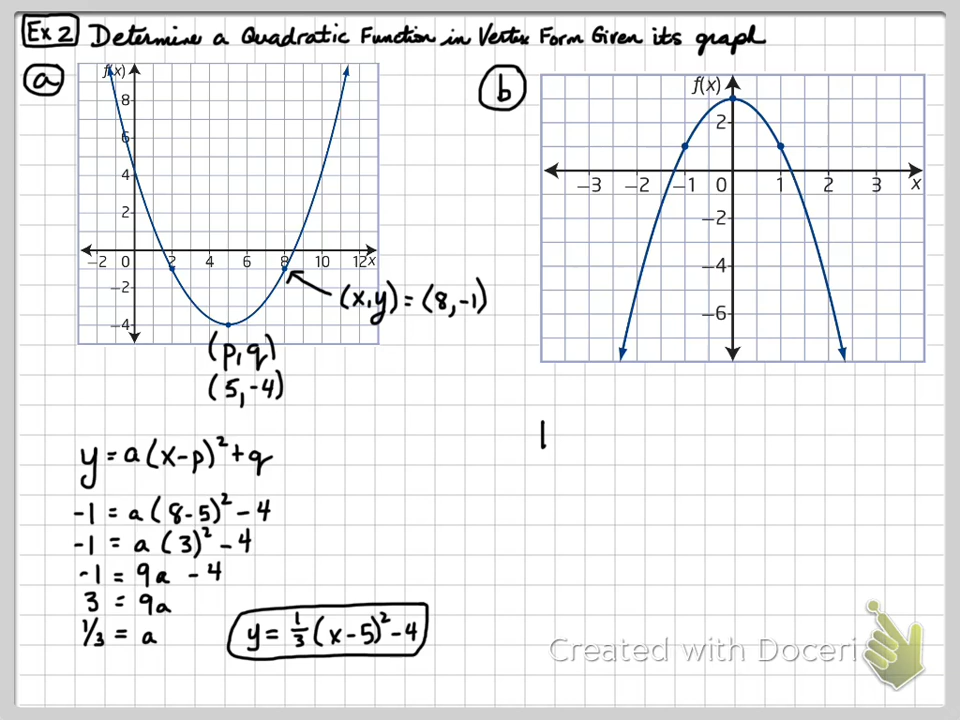 Ex 2 Determine a Quadratic Function in Vertex Form Given its graph
a
f(x)
8
6
4
2
−2 0 2 4 6 8 10 12 x
−2
−4
(x,y) = (8,-1)
(p,q)
(5,-4)
y = a(x-p)² + q
-1 = a(8-5)² - 4
-1 = a(3)² - 4
-1 = 9a - 4
3 = 9a
1/3 = a
y = 1/3 (x-5)² - 4
b
f(x)
2
−3 −2 −1 0 1 2 3 x
−2
−4
−6
Created with Doceri